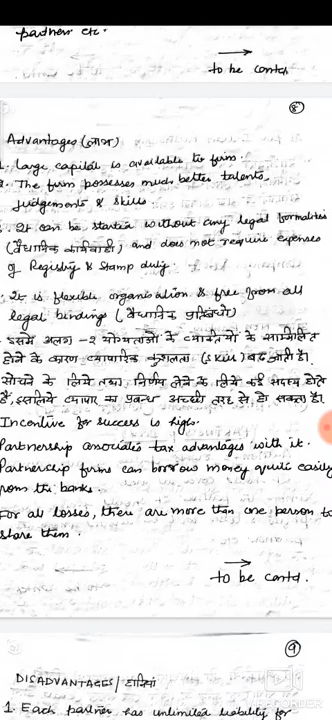 partner etc.
to be contd
8
Advantages (लाभ)
1. Large capital is available to firm.
2. The firm possesses much better talents,
judgements & skills
. It can be started without any legal formalities
(वैधानिक कार्यवाही) and does not require expenses
of Registry & Stamp duty.
. It is flexible organisation & free from all
legal bindings (वैधानिक प्रतिबंधों)
इसमें अलग-२ योग्यताओं के व्यक्तियों के सम्मिलित
होने के कारण व्यापारिक कुशलता (skill) बढ़ जाती है।
सोचने के लिये तथा निर्णय लेने के लिये कई सदस्य होते
हैं, इसलिये व्यापार का प्रबन्ध अच्छी तरह से हो सकता है।
Incentive for success is high.
Partnership associates tax advantages with it.
Partnership firms can borrow money quite easily
from the banks.
For all losses, there are more than one person to
share them.
to be contd.
9
DISADVANTAGES/हानियां
1. Each partner has unlimited liability for